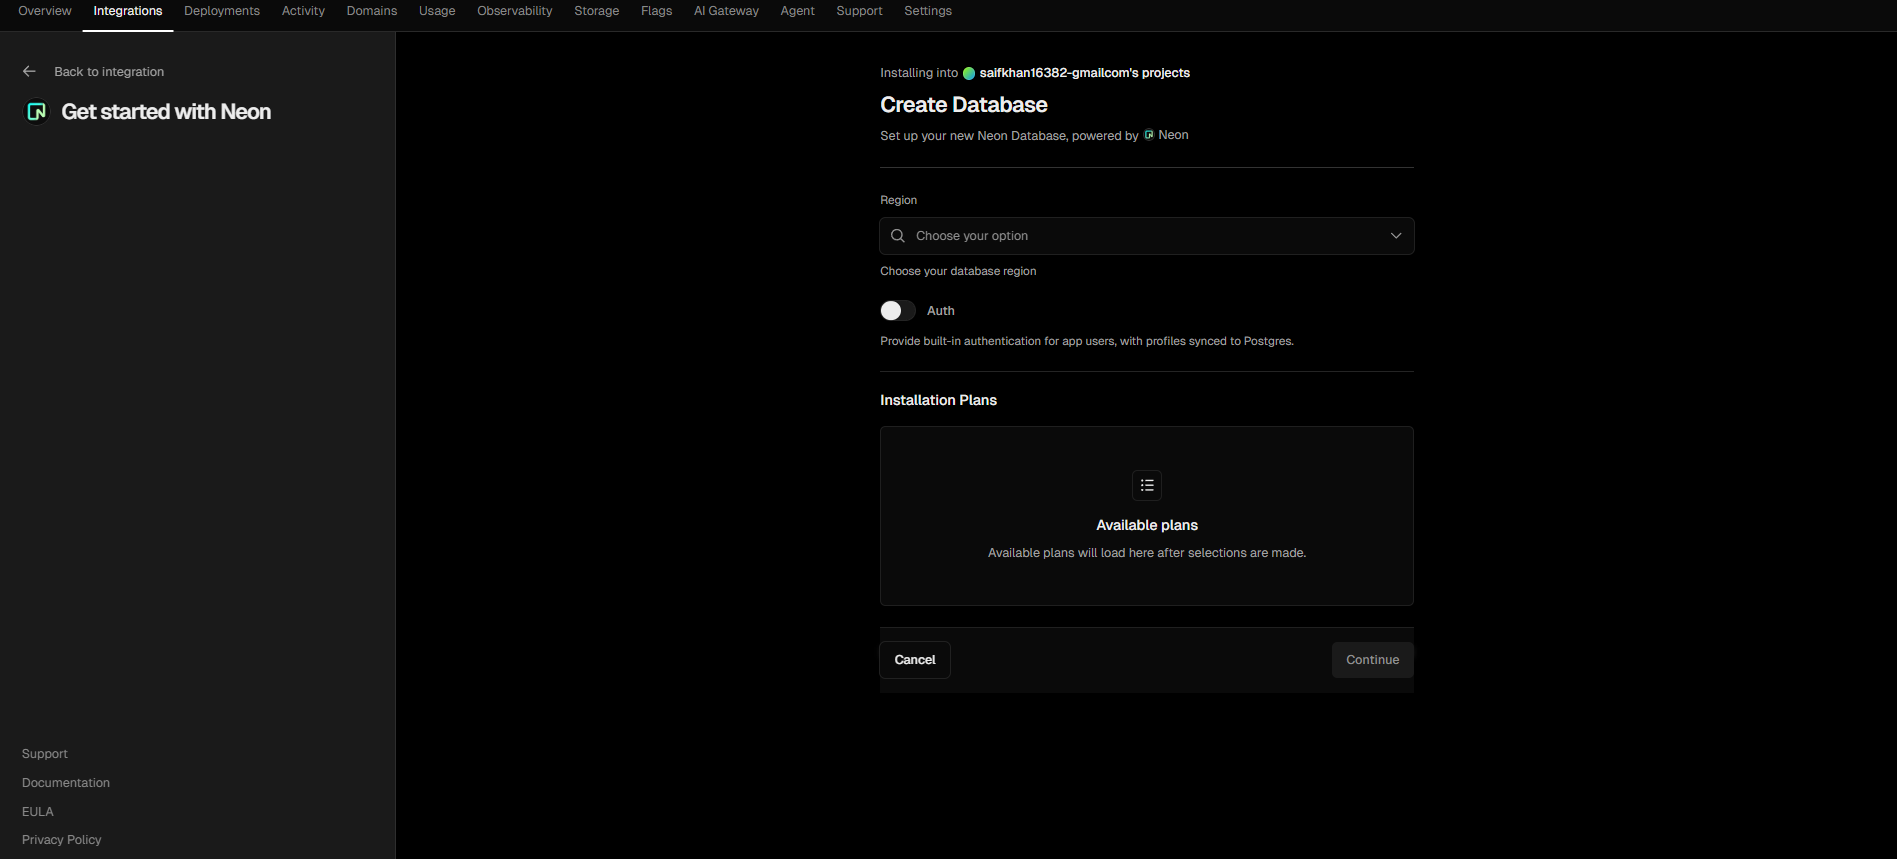 Overview Integrations Deployments Activity Domains Usage Observability Storage Flags AI Gateway Agent Support Settings
Back to integration
Get started with Neon
Installing into saifkhan16382-gmailcom's projects
Create Database
Set up your new Neon Database, powered by Neon
Region
Choose your option
Choose your database region
Auth
Provide built-in authentication for app users, with profiles synced to Postgres.
Installation Plans
Available plans
Available plans will load here after selections are made.
Cancel Continue
Support
Documentation
EULA
Privacy Policy